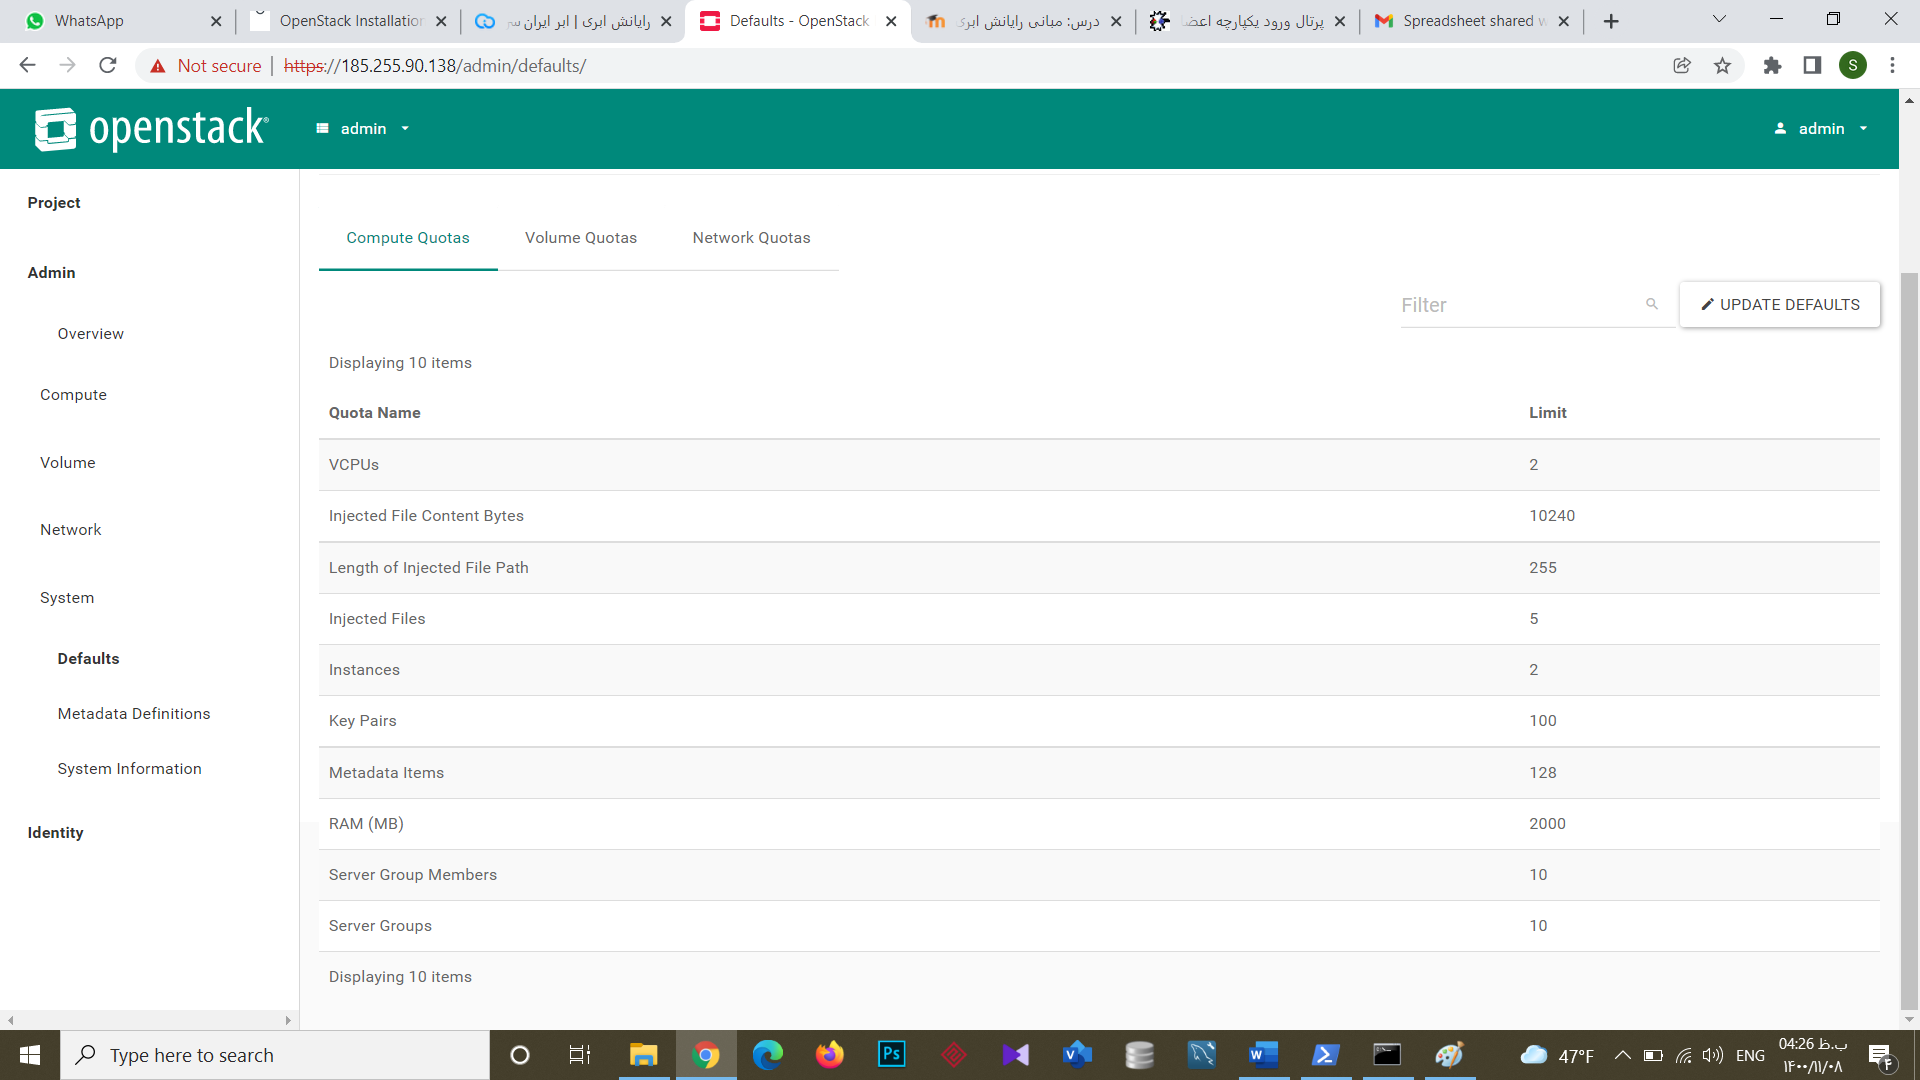 WhatsApp
OpenStack Installation
رایانش ابری | ابر ایران سر
Defaults - OpenStack
درس: مبانی رایانش ابری
پرتال ورود یکپارچه اعضا
Spreadsheet shared w
Not secure | https://185.255.90.138/admin/defaults/
S
openstack
admin
admin
Project
Admin
Overview
Compute
Volume
Network
System
Defaults
Metadata Definitions
System Information
Identity
Compute Quotas Volume Quotas Network Quotas
Filter
UPDATE DEFAULTS
Displaying 10 items
Quota Name Limit
VCPUs 2
Injected File Content Bytes 10240
Length of Injected File Path 255
Injected Files 5
Instances 2
Key Pairs 100
Metadata Items 128
RAM (MB) 2000
Server Group Members 10
Server Groups 10
Displaying 10 items
Type here to search
Ps
47°F
ENG
04:26 ب.ظ
۱۴۰۰/۱۱/۰۸
۴